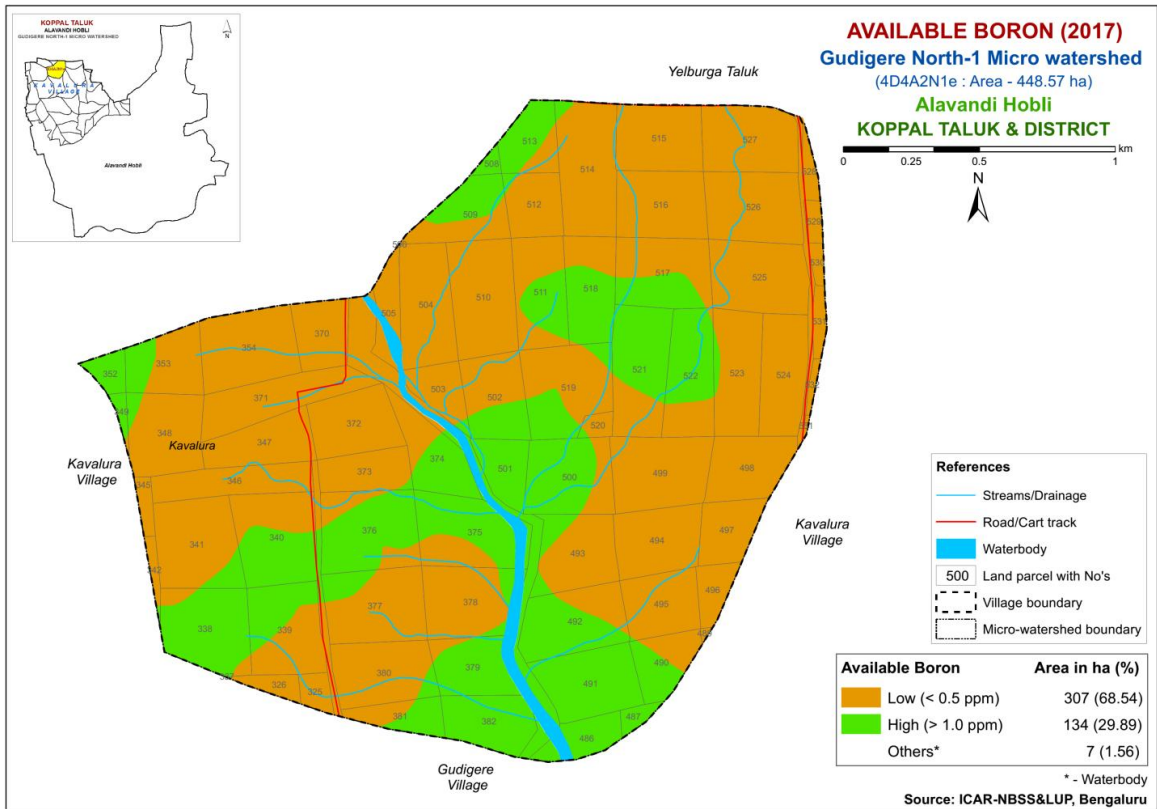 KOPPAL TALUK
ALAVANDI HOBLI
GUDIGERE NORTH-1 MICRO WATERSHED
N
KAVALURA
VILLAGE
Alavandi Hobli
AVAILABLE BORON (2017)
Gudigere North-1 Micro watershed
(4D4A2N1e : Area - 448.57 ha)
Alavandi Hobli
KOPPAL TALUK & DISTRICT
0 0.25 0.5 1 km
N
Yelburga Taluk
513
515
527
508
514
512
516
526
509
510
511
518
517
525
504
505
370
354
353
352
371
503
502
519
521
522
523
524
520
372
348
347
Kavalura
374
501
500
499
498
373
346
345
Kavalura
Village
Kavalura
Village
376
375
340
341
342
497
494
493
496
495
377
378
492
338
339
490
379
380
491
326
325
381
382
487
486
Gudigere
Village
References
Streams/Drainage
Road/Cart track
Waterbody
500 Land parcel with No's
Village boundary
Micro-watershed boundary
Available Boron Area in ha (%)
Low (< 0.5 ppm) 307 (68.54)
High (> 1.0 ppm) 134 (29.89)
Others* 7 (1.56)
* - Waterbody
Source: ICAR-NBSS&LUP, Bengaluru